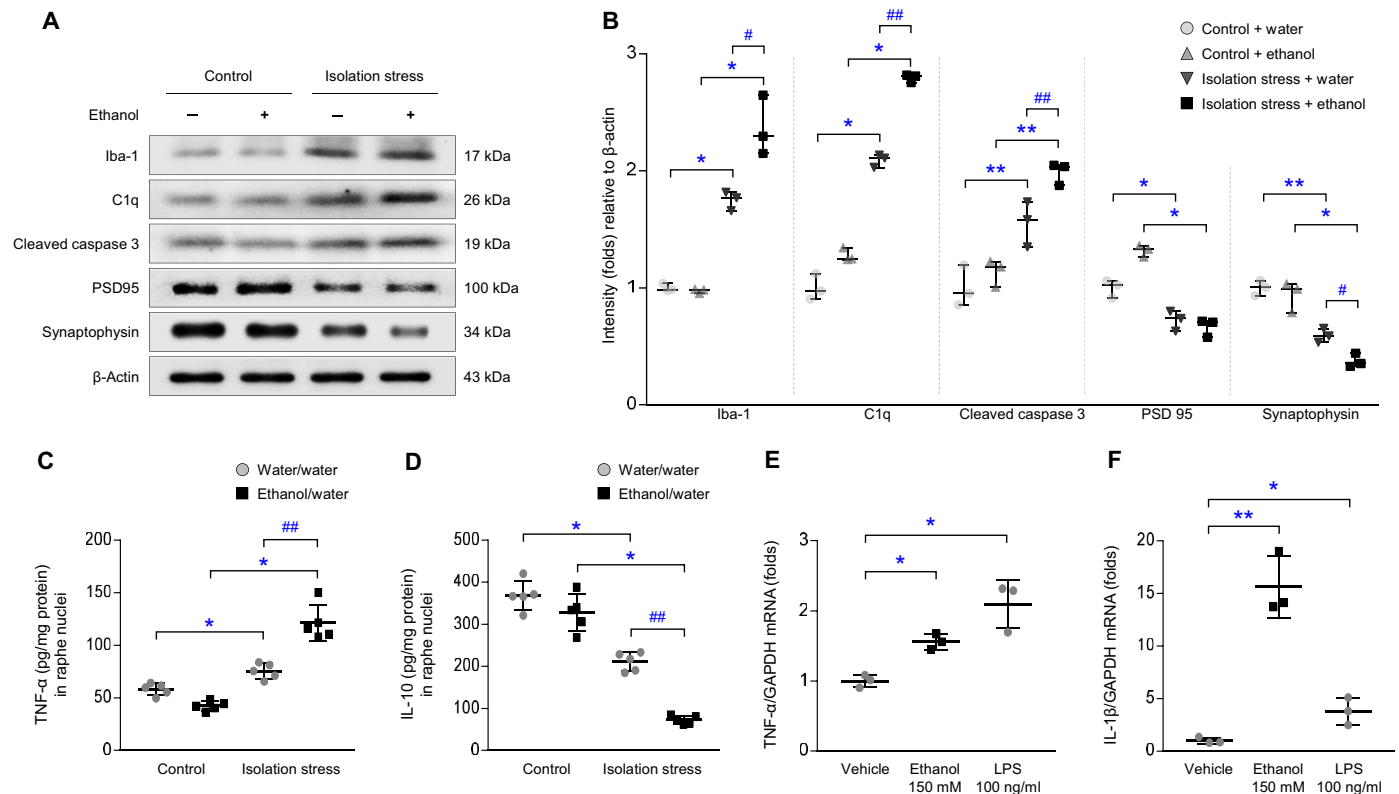 A
Control Isolation stress
Ethanol – + – +
Iba-1 17 kDa
C1q 26 kDa
Cleaved caspase 3 19 kDa
PSD95 100 kDa
Synaptophysin 34 kDa
β-Actin 43 kDa
B
Control + water
Control + ethanol
Isolation stress + water
Isolation stress + ethanol
Intensity (folds) relative to β-actin
3
2
1
0
* * #
* * ##
** ** ##
* *
** * #
Iba-1 C1q Cleaved caspase 3 PSD 95 Synaptophysin
C
Water/water
Ethanol/water
TNF-α (pg/mg protein)
in raphe nuclei
200
150
100
50
0
* * ##
Control Isolation stress
D
Water/water
Ethanol/water
IL-10 (pg/mg protein)
in raphe nuclei
500
400
300
200
100
0
* * ##
Control Isolation stress
E
TNF-α/GAPDH mRNA (folds)
3
2
1
0
* *
Vehicle Ethanol LPS
150 mM 100 ng/ml
F
IL-1β/GAPDH mRNA (folds)
20
15
10
5
0
* **
Vehicle Ethanol LPS
150 mM 100 ng/ml